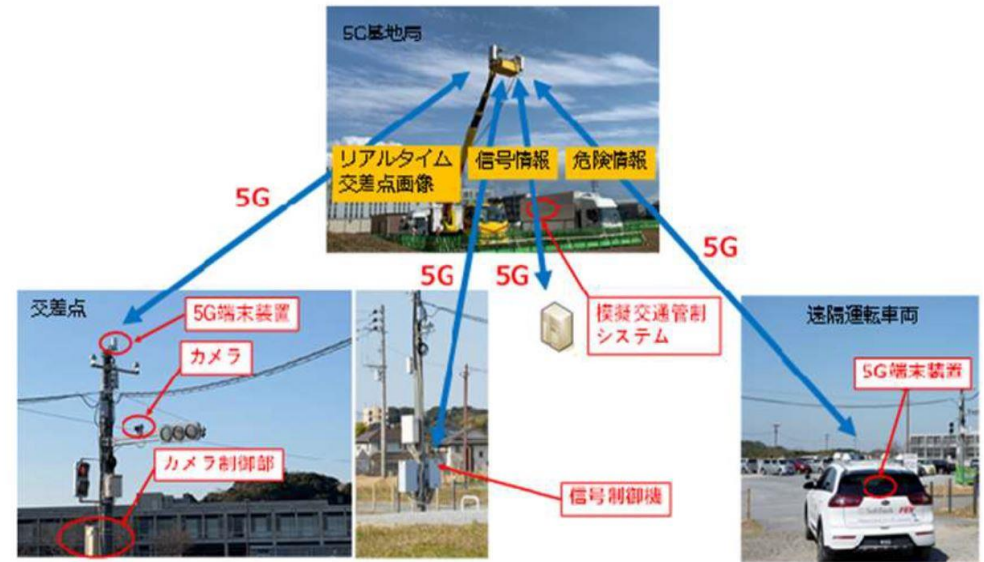 5G基地局
リアルタイム
交差点画像
信号情報
危険情報
5G
5G
5G
5G
交差点
5G端末装置
カメラ
カメラ制御部
信号制御機
模擬交通管制
システム
遠隔運転車両
5G端末装置
SoftBank